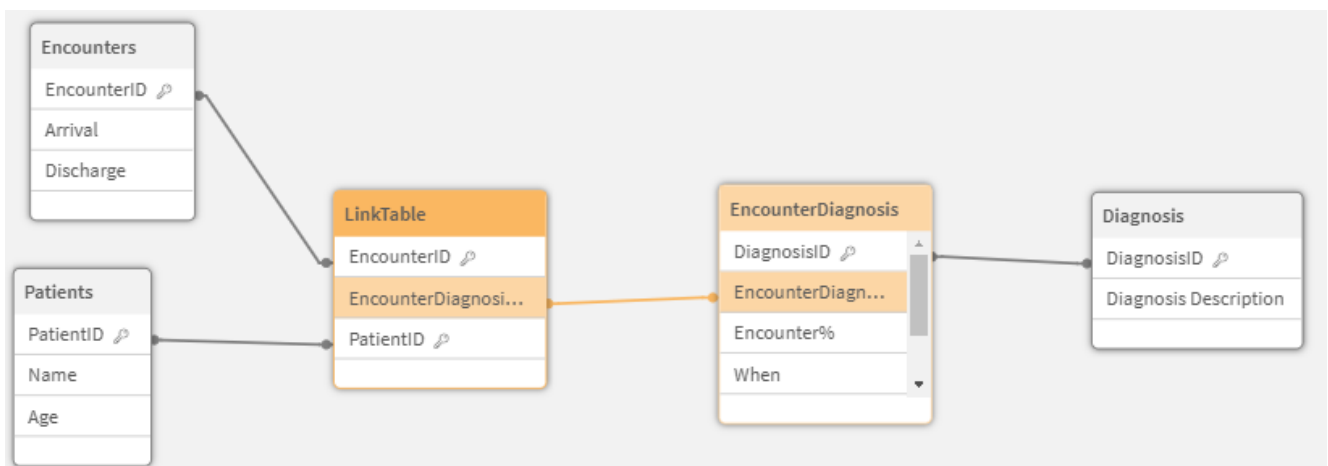 Encounters
EncounterID
Arrival
Discharge
Patients
PatientID
Name
Age
LinkTable
EncounterID
EncounterDiagnosi...
PatientID
EncounterDiagnosis
DiagnosisID
EncounterDiagn...
Encounter%
When
Diagnosis
DiagnosisID
Diagnosis Description